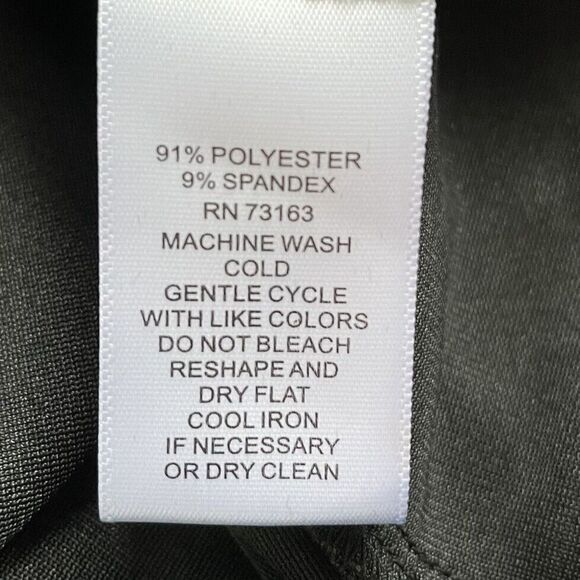 91% POLYESTER
9% SPANDEX
RN 73163
MACHINE WASH
COLD
GENTLE CYCLE
WITH LIKE COLORS
DO NOT BLEACH
RESHAPE AND
DRY FLAT
COOL IRON
IF NECESSARY
OR DRY CLEAN